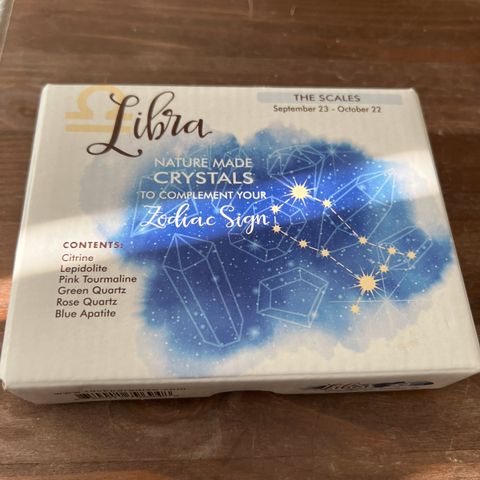 Libra
THE SCALES
September 23 - October 22
NATURE MADE
CRYSTALS
TO COMPLEMENT YOUR
Zodiac Sign
CONTENTS:
Citrine
Lepidolite
Pink Tourmaline
Green Quartz
Rose Quartz
Blue Apatite